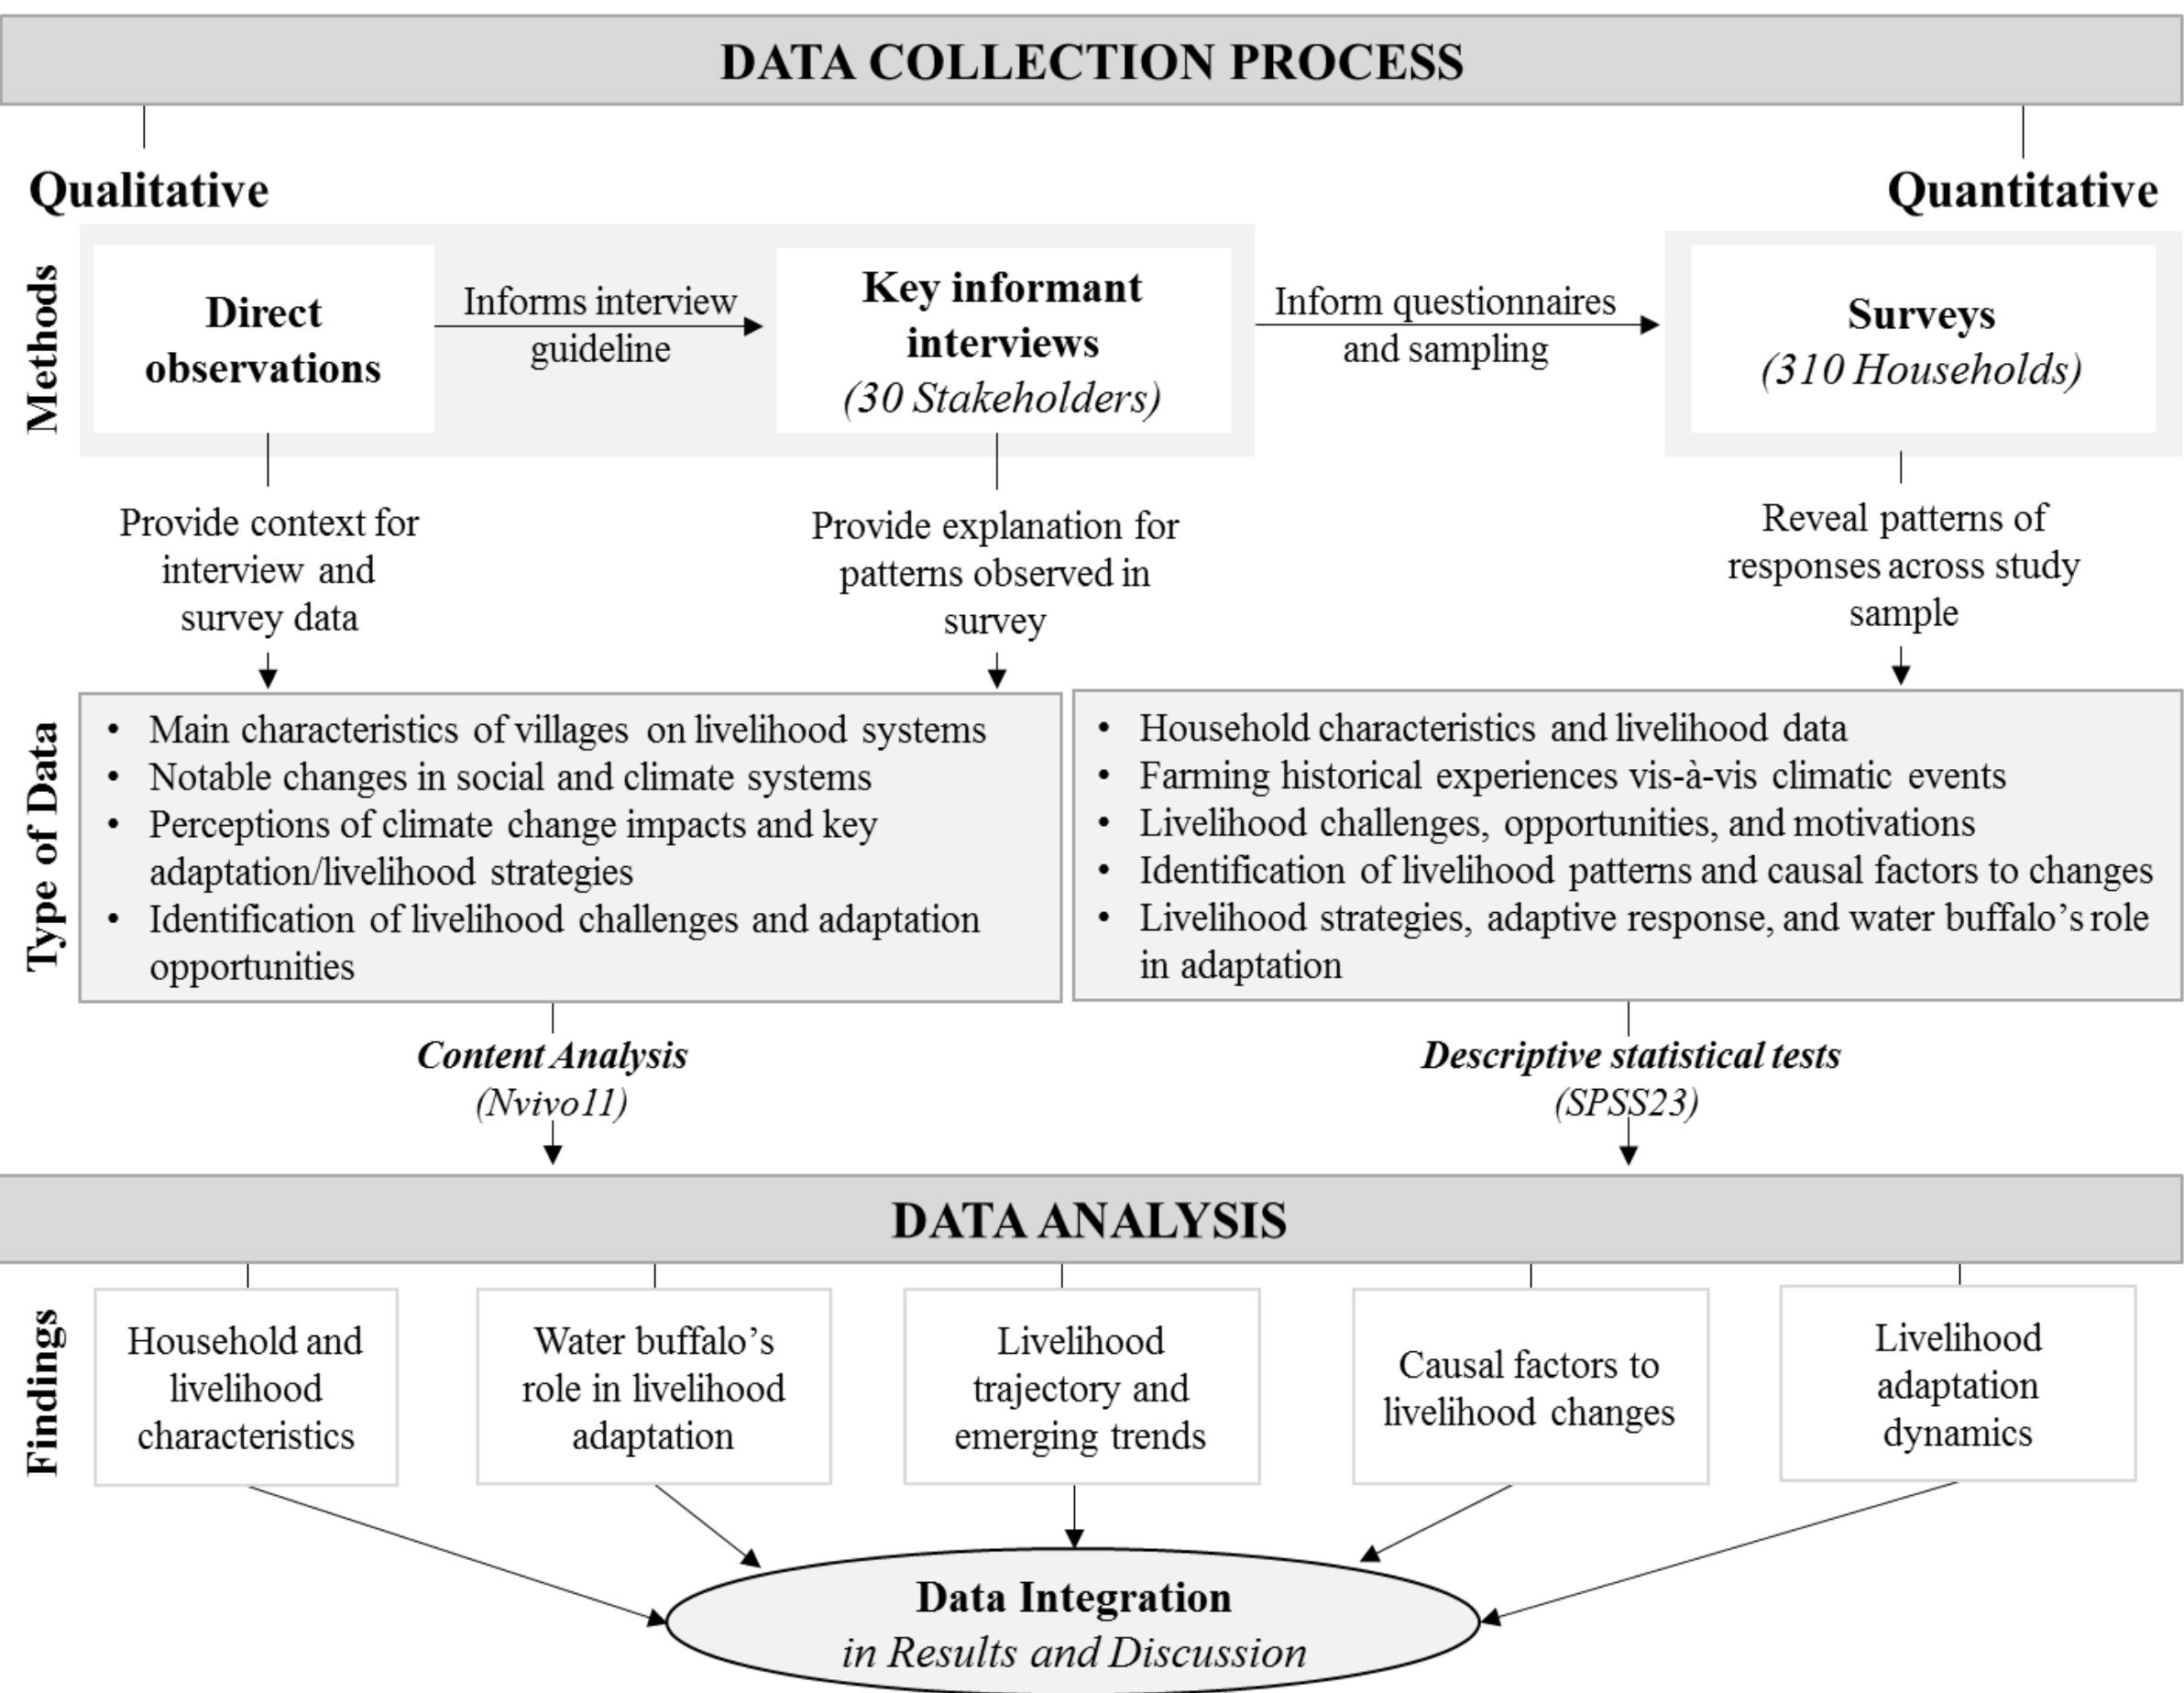 DATA COLLECTION PROCESS
Qualitative
Quantitative
Methods
Direct
observations
Informs interview
guideline
Key informant
interviews
(30 Stakeholders)
Inform questionnaires
and sampling
Surveys
(310 Households)
Provide context for
interview and
survey data
Provide explanation for
patterns observed in
survey
Reveal patterns of
responses across study
sample
Type of Data
• Main characteristics of villages on livelihood systems
• Notable changes in social and climate systems
• Perceptions of climate change impacts and key
adaptation/livelihood strategies
• Identification of livelihood challenges and adaptation
opportunities
• Household characteristics and livelihood data
• Farming historical experiences vis-à-vis climatic events
• Livelihood challenges, opportunities, and motivations
• Identification of livelihood patterns and causal factors to changes
• Livelihood strategies, adaptive response, and water buffalo’s role
in adaptation
Content Analysis
(Nvivo11)
Descriptive statistical tests
(SPSS23)
DATA ANALYSIS
Findings
Household and
livelihood
characteristics
Water buffalo’s
role in livelihood
adaptation
Livelihood
trajectory and
emerging trends
Causal factors to
livelihood changes
Livelihood
adaptation
dynamics
Data Integration
in Results and Discussion